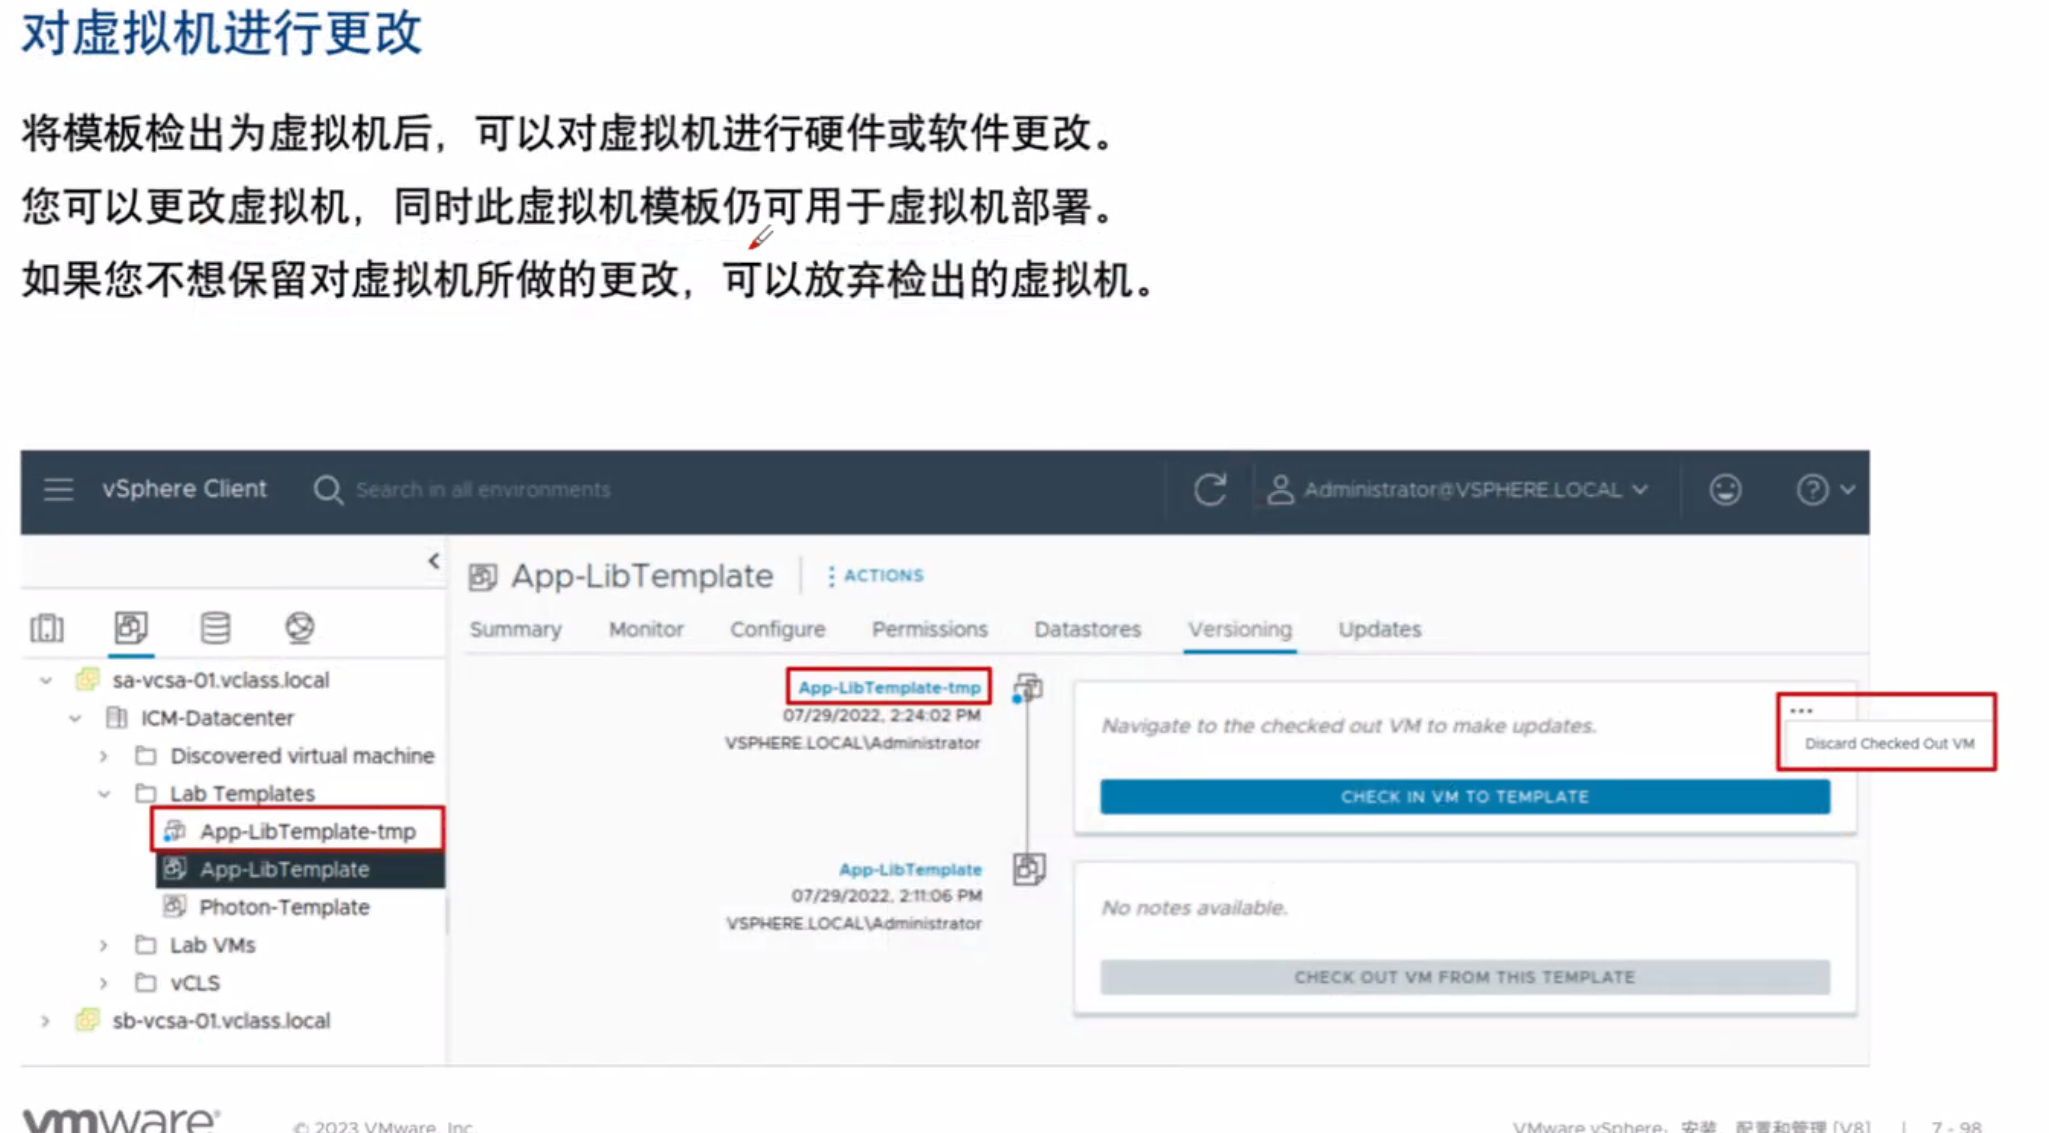 对虚拟机进行更改
将模板检出为虚拟机后，可以对虚拟机进行硬件或软件更改。
您可以更改虚拟机，同时此虚拟机模板仍可用于虚拟机部署。
如果您不想保留对虚拟机所做的更改，可以放弃检出的虚拟机。
vSphere Client
Search in all environments
Administrator@VSPHERE.LOCAL
App-LibTemplate
ACTIONS
Summary Monitor Configure Permissions Datastores Versioning Updates
sa-vcsa-01.vclass.local
ICM-Datacenter
Discovered virtual machine
Lab Templates
App-LibTemplate-tmp
App-LibTemplate
Photon-Template
Lab VMs
vCLS
sb-vcsa-01.vclass.local
App-LibTemplate-tmp
07/29/2022, 2:24:02 PM
VSPHERE.LOCAL\Administrator
Navigate to the checked out VM to make updates.
Discard Checked Out VM
CHECK IN VM TO TEMPLATE
App-LibTemplate
07/29/2022, 2:11:06 PM
VSPHERE.LOCAL\Administrator
No notes available.
CHECK OUT VM FROM THIS TEMPLATE
vmware®
© 2023 VMware, Inc.
VMware vSphere：安装、配置和管理 [V8] | 7 - 98